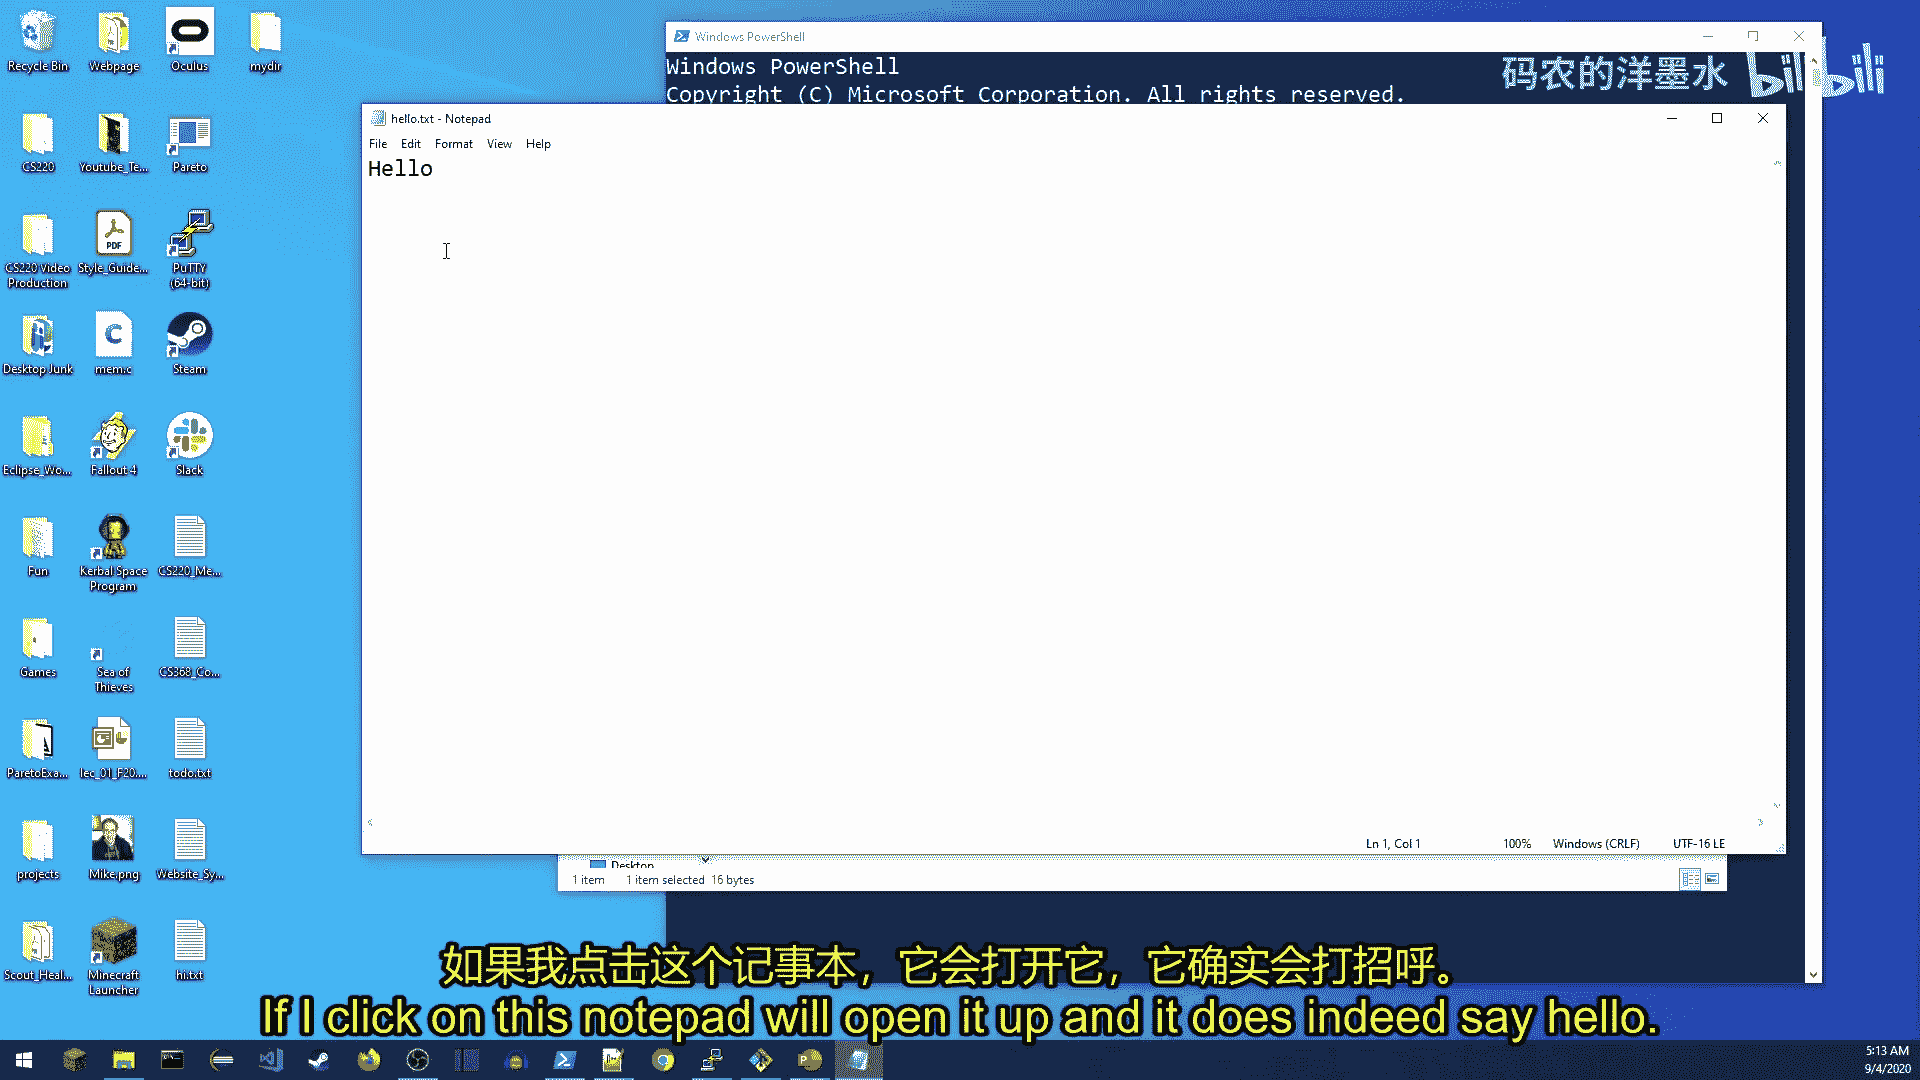 Recycle Bin
Webpage
Oculus
mydir
CS220
Youtube_Te...
Pareto
CS220 Video
Production
Style_Guide...
PDF
PuTTY
(64-bit)
Desktop Junk
mem.c
C
Steam
Eclipse_Wo...
Fallout 4
Slack
Fun
Kerbal Space
Program
CS220_Me...
Games
Sea of
Thieves
CS368_Co...
ParetoExa...
lec_01_F20....
todo.txt
projects
Mike.png
Website_Sy...
Scout_Heal...
Minecraft
Launcher
hi.txt
Windows PowerShell
Windows PowerShell
Copyright (C) Microsoft Corporation. All rights reserved.
码农的洋墨水 bilibili
hello.txt - Notepad
File Edit Format View Help
Hello
Ln 1, Col 1 100% Windows (CRLF) UTF-16 LE
Desktop
1 item 1 item selected 16 bytes
如果我点击这个记事本，它会打开它，它确实会打招呼。
If I click on this notepad will open it up and it does indeed say hello.
5:13 AM
9/4/2020